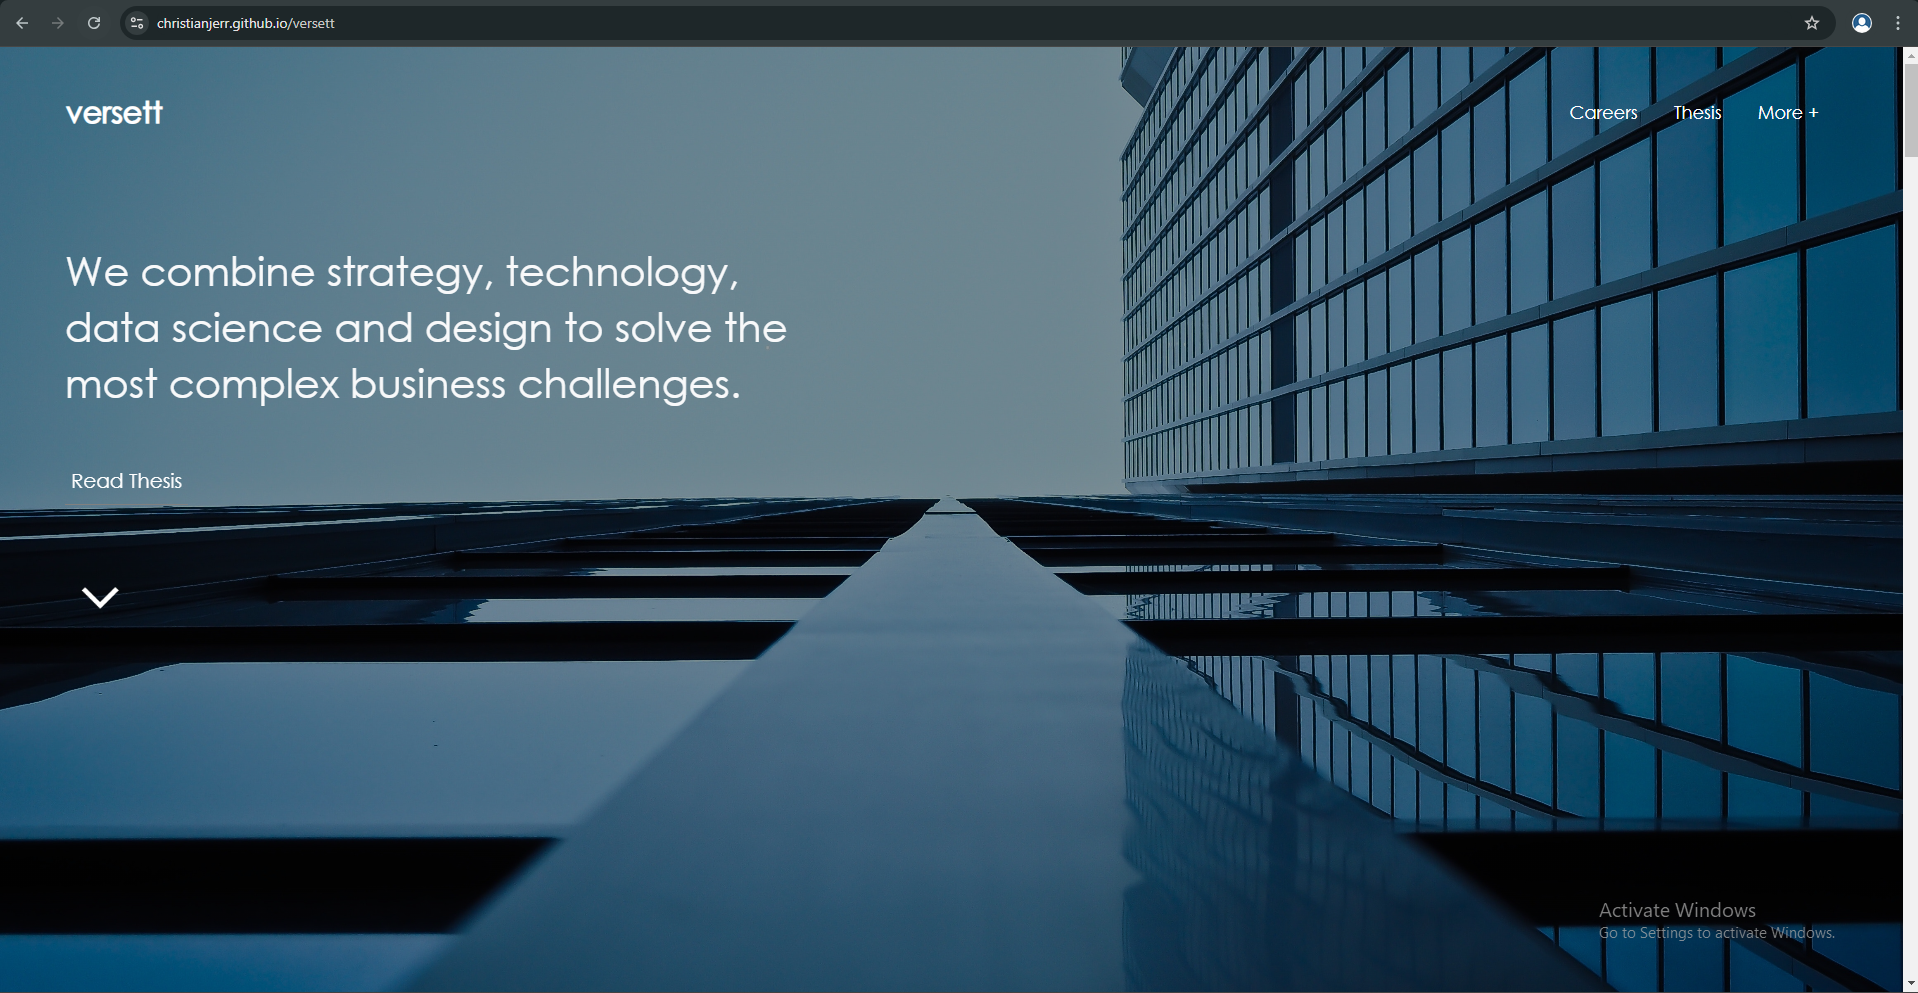 christianjerr.github.io/versett
versett
Careers
Thesis
More +
We combine strategy, technology,
data science and design to solve the
most complex business challenges.
Read Thesis
Activate Windows
Go to Settings to activate Windows.